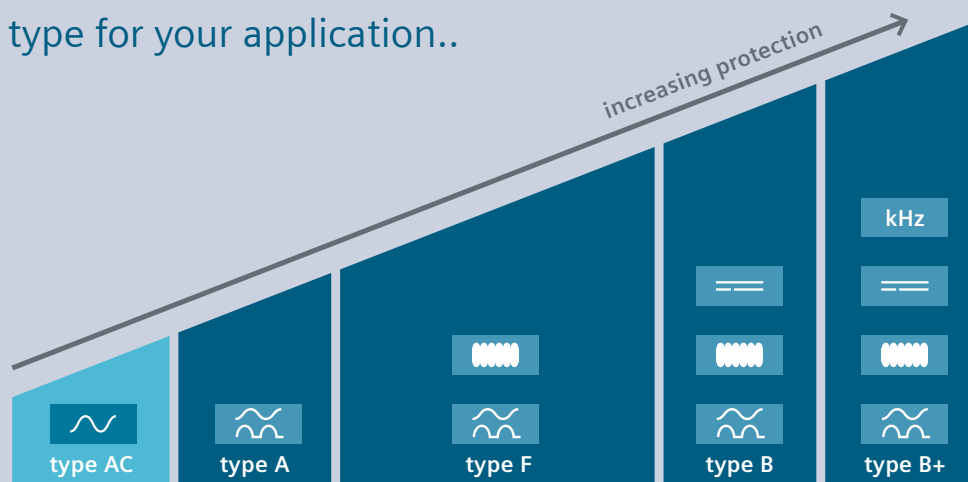 type for your application..
increasing protection
kHz
type AC
type A
type F
type B
type B+